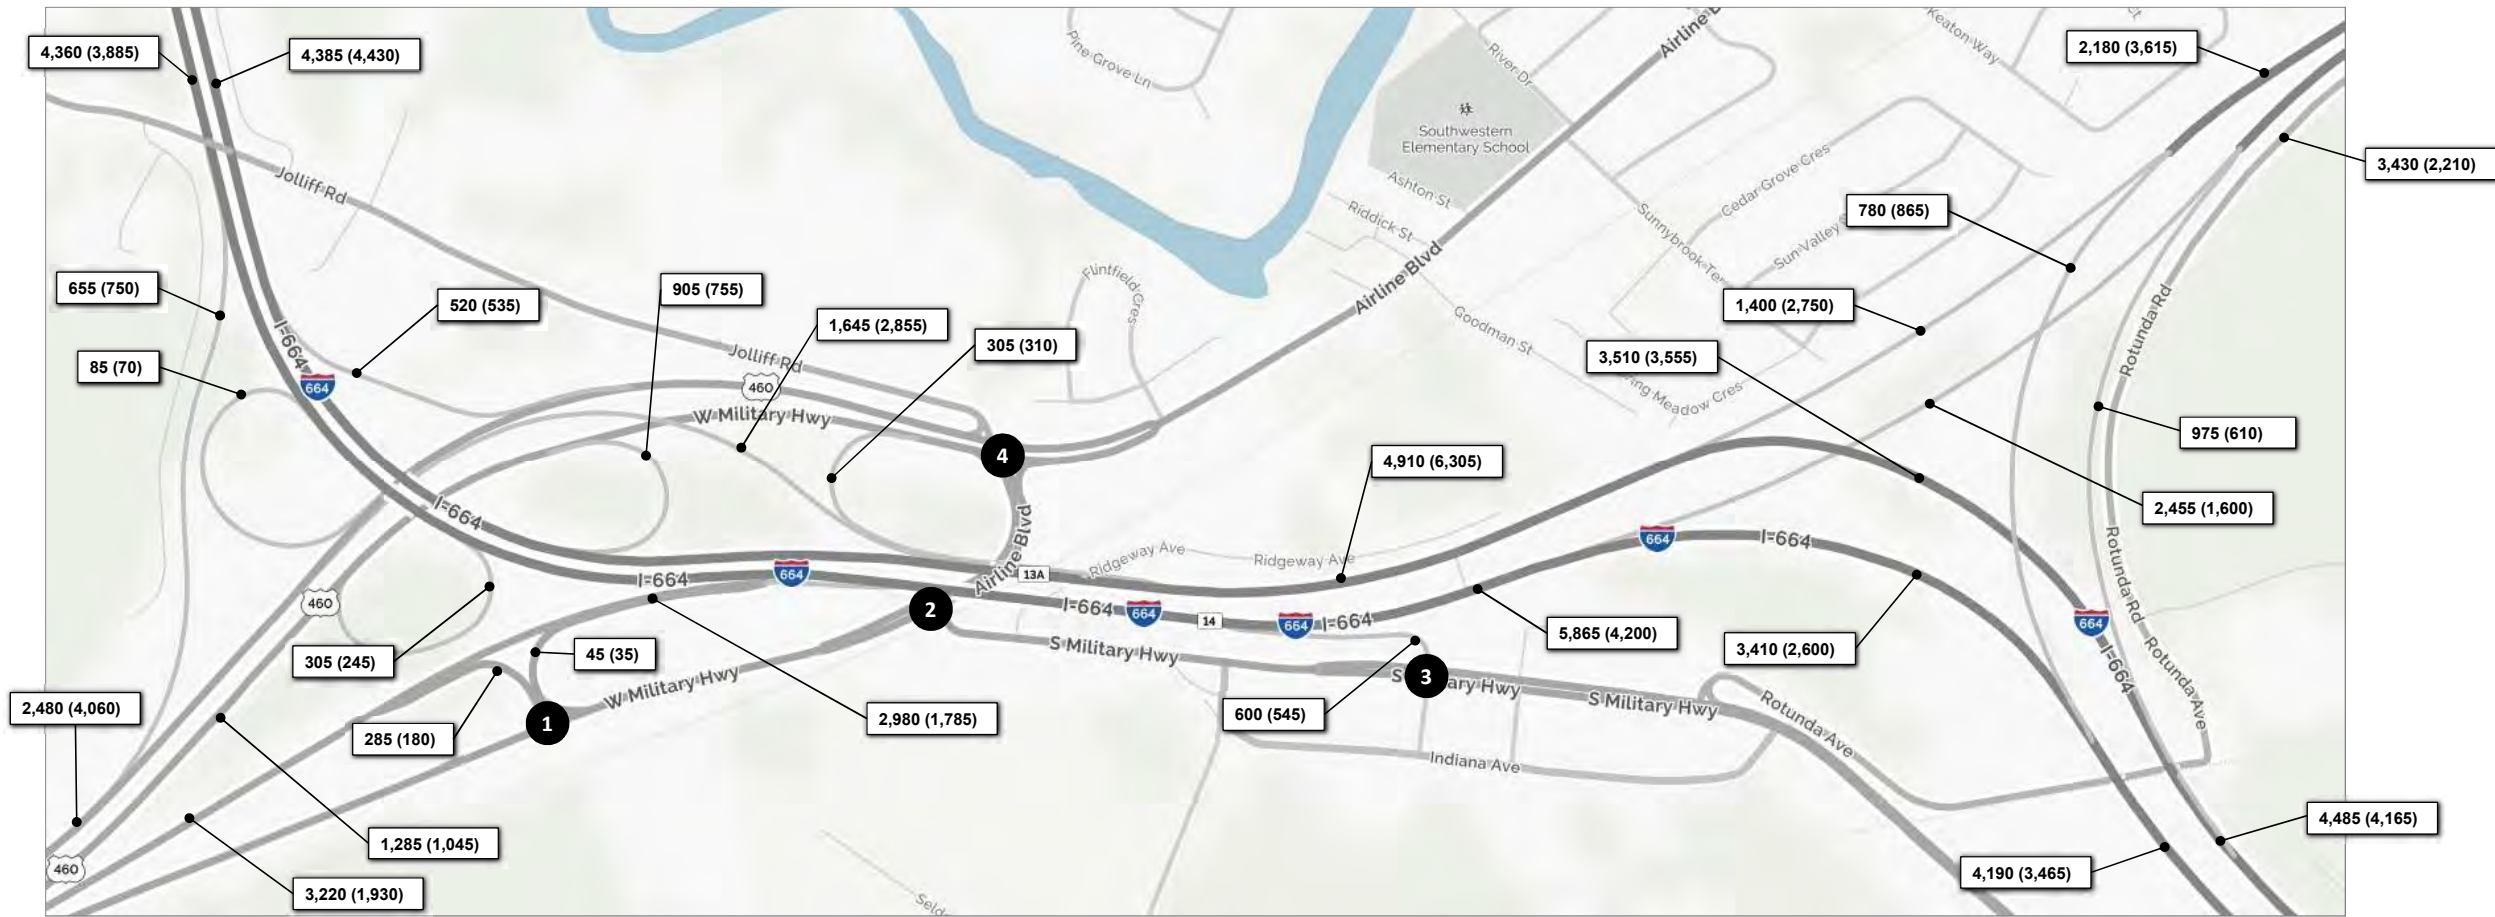 4,360 (3,885)
4,385 (4,430)
2,180 (3,615)
Pine Grove Ln
Airline B
River Dr
Keaton Way
Ct
Southwestern
Elementary School
3,430 (2,210)
Jolliff Rd
Ashton St
Cedar Grove Cres
780 (865)
Riddick St
Sunnybrook Ter
Sun Valley
655 (750)
520 (535)
905 (755)
1,645 (2,855)
305 (310)
Flintfield Cres
Airline Blvd
Goodman St
1,400 (2,750)
Rotunda Rd
85 (70)
I-664
664
Jolliff Rd
460
W Military Hwy
3,510 (3,555)
ing Meadow Cres
975 (610)
4
4,910 (6,305)
I-664
2,455 (1,600)
Airline Blvd
Ridgeway Ave
Ridgeway Ave
664
I-664
Rotunda Rd
13A
I-664
664
460
2
I-664
664
14
664
I-664
664
I-664
305 (245)
45 (35)
S Military Hwy
5,865 (4,200)
3,410 (2,600)
Rotunda Ave
W Military Hwy
3
S
ary Hwy
S Military Hwy
Rotunda Ave
2,480 (4,060)
1
285 (180)
2,980 (1,785)
600 (545)
Indiana Ave
1,285 (1,045)
4,485 (4,165)
460
3,220 (1,930)
4,190 (3,465)
Seld